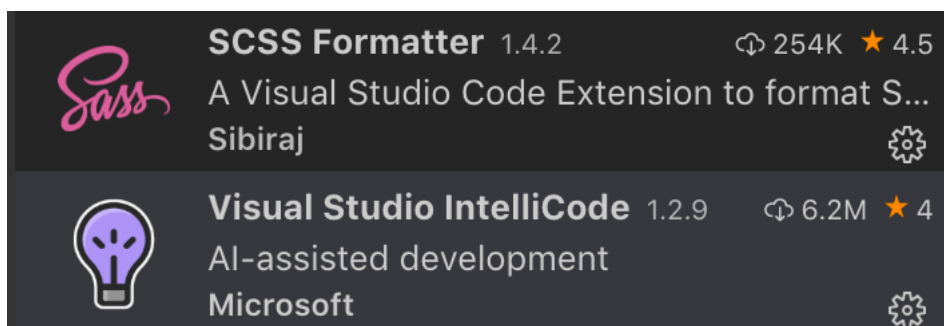 Sass
SCSS Formatter 1.4.2 254K ★ 4.5
A Visual Studio Code Extension to format S...
Sibiraj
Visual Studio IntelliCode 1.2.9 6.2M ★ 4
AI-assisted development
Microsoft